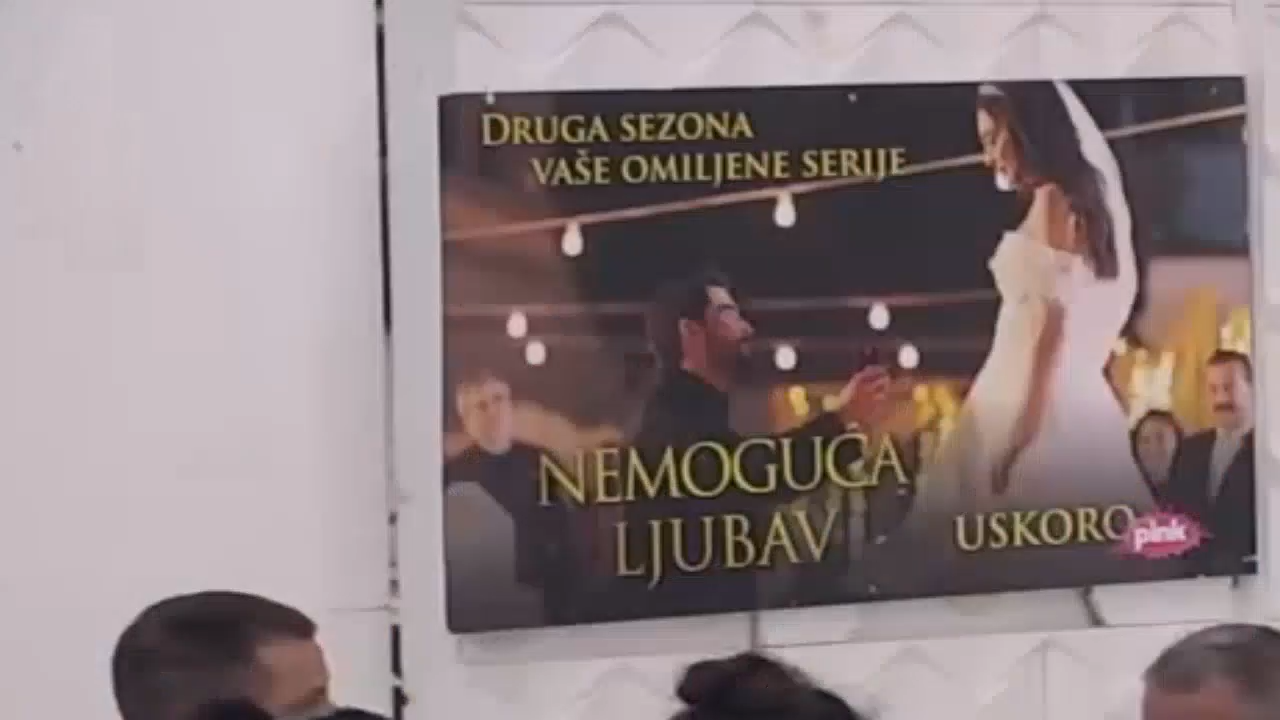 DRUGA SEZONA
VAŠE OMILJENE SERIJE
NEMOGUĆA
LJUBAV
USKORO
pink